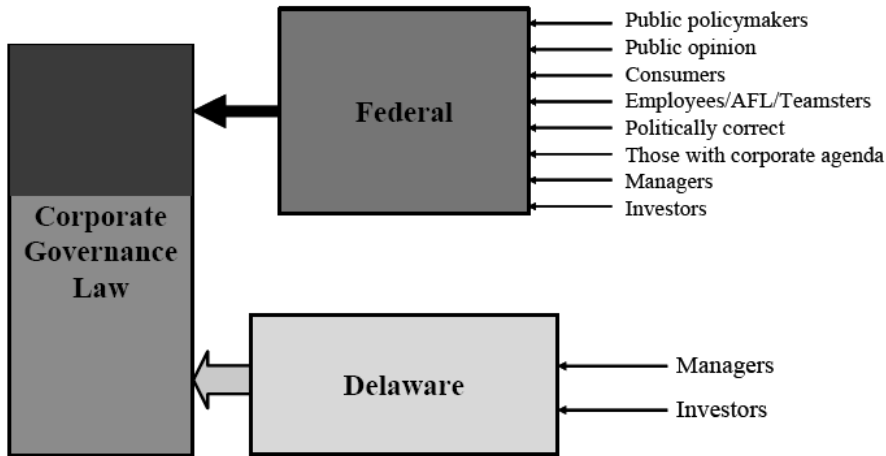 Public policymakers
Public opinion
Consumers
Employees/AFL/Teamsters
Politically correct
Those with corporate agenda
Managers
Investors
Federal
Corporate
Governance
Law
Delaware
Managers
Investors